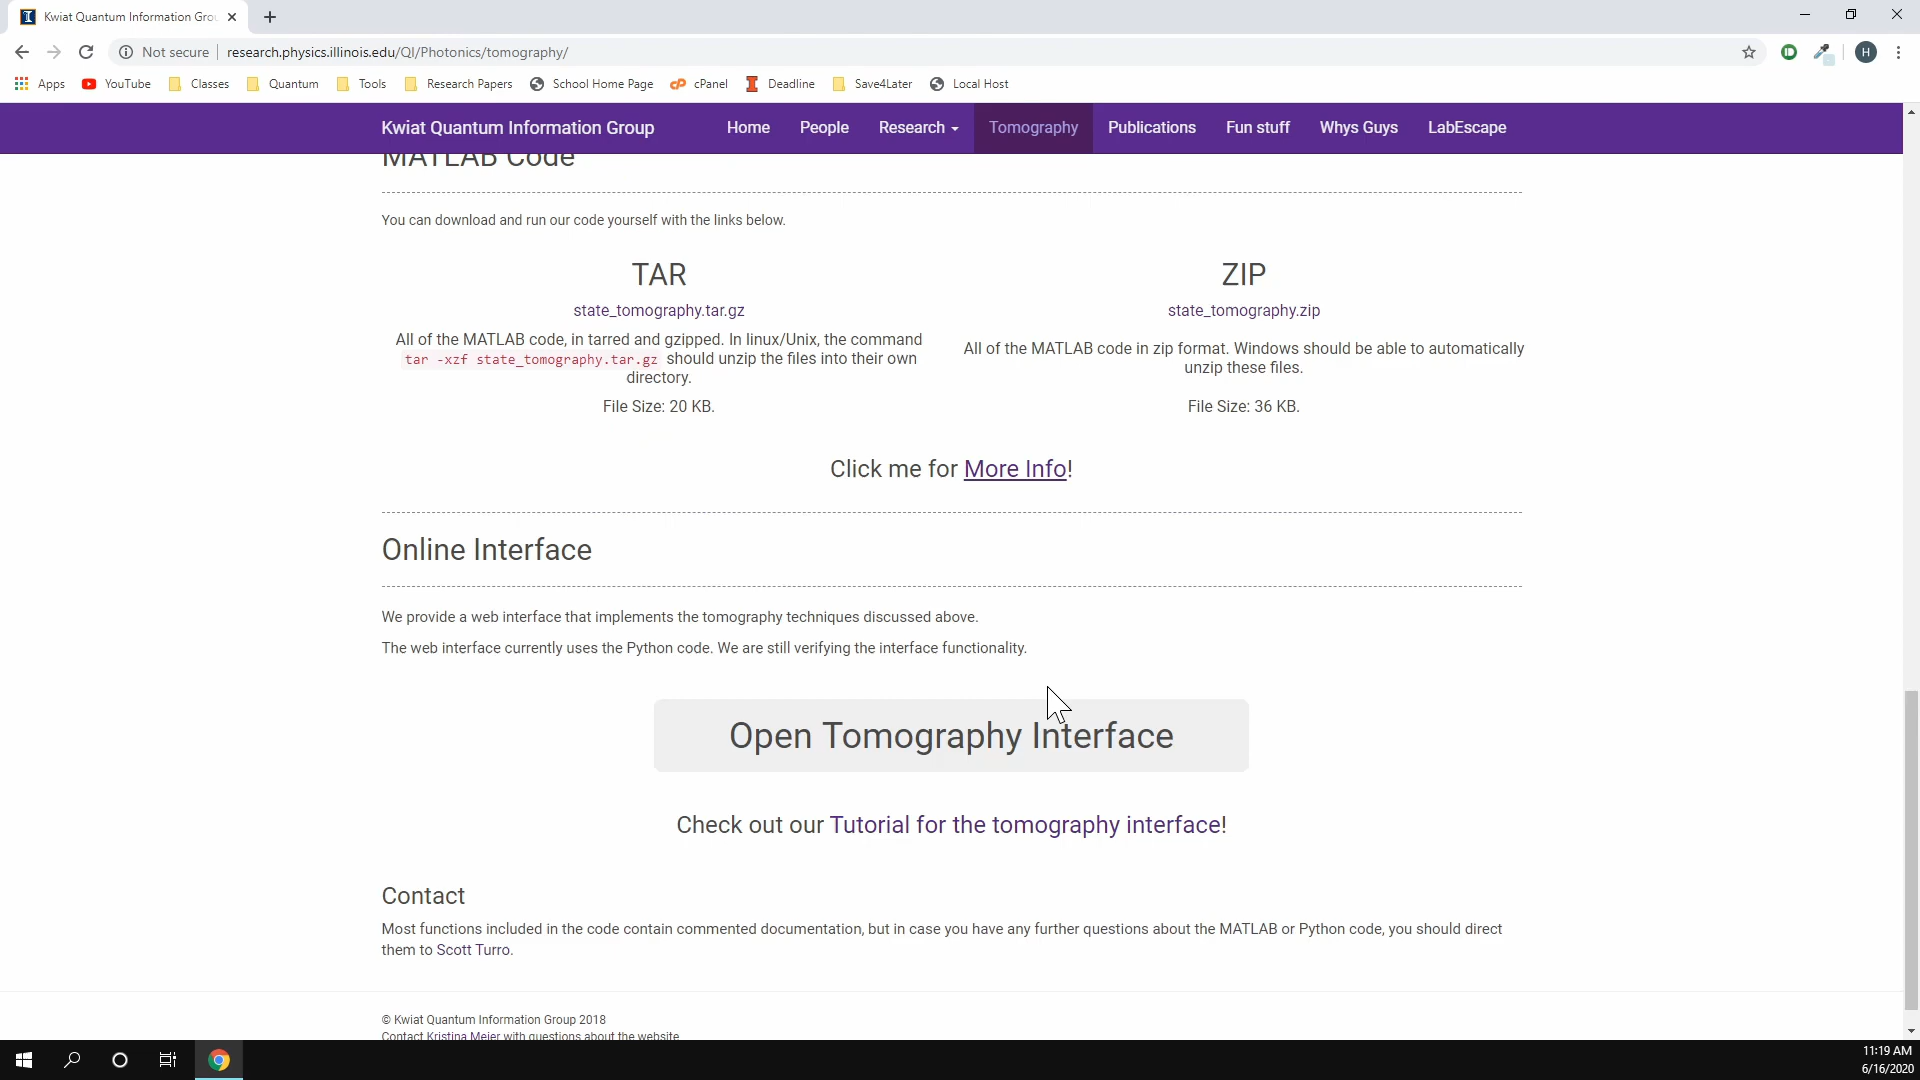 Kwiat Quantum Information Grou
Not secure research.physics.illinois.edu/QI/Photonics/tomography/
H
Apps YouTube Classes Quantum Tools Research Papers School Home Page cPanel Deadline Save4Later Local Host
Kwiat Quantum Information Group Home People Research Tomography Publications Fun stuff Whys Guys LabEscape
MATLAB Code
You can download and run our code yourself with the links below.
TAR
state_tomography.tar.gz
All of the MATLAB code, in tarred and gzipped. In linux/Unix, the command
tar -xzf state_tomography.tar.gz should unzip the files into their own
directory.
File Size: 20 KB.
ZIP
state_tomography.zip
All of the MATLAB code in zip format. Windows should be able to automatically
unzip these files.
File Size: 36 KB.
Click me for More Info!
Online Interface
We provide a web interface that implements the tomography techniques discussed above.
The web interface currently uses the Python code. We are still verifying the interface functionality.
Open Tomography Interface
Check out our Tutorial for the tomography interface!
Contact
Most functions included in the code contain commented documentation, but in case you have any further questions about the MATLAB or Python code, you should direct
them to Scott Turro.
© Kwiat Quantum Information Group 2018
Contact Kristina Meier with questions about the website
11:19 AM
6/16/2020